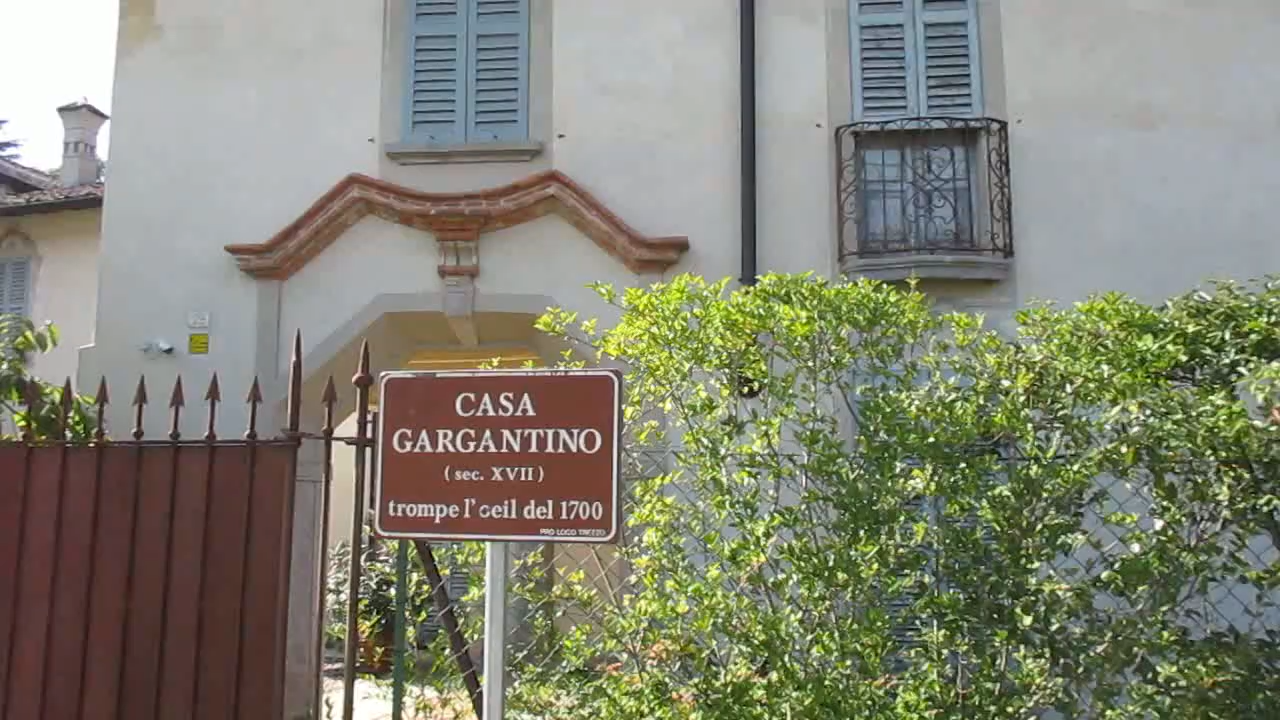 CASA
GARGANTINO
(sec. XVII)
trompe l'oeil del 1700
PRO LOCO TREZZO